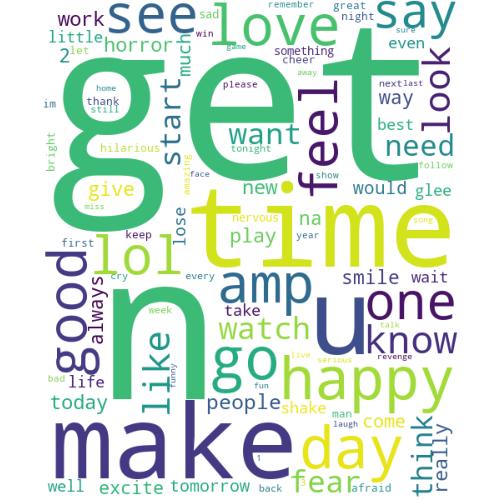 work
see
sad
remember
great
night
sure
say
love
win
something
cheer
even
little
horror
much
2
let
game
away
next
last
way
look
get
home
please
im
thank
still
start
want
feel
best
need
bright
hilarious
tonight
face
show
follow
give
amazing
new
would
glee
miss
lose
time
nervous
na
song
first
lol
keep
play
year
good
always
cry
every
n
amp
u
smile
wait
one
know
week
take
watch
talk
bad
life
like
funny
go
live
serious
revenge
fun
happy
today
people
shake
man
come
think
really
make
laugh
day
1
3
fear
well
excite
tomorrow
back
afraid